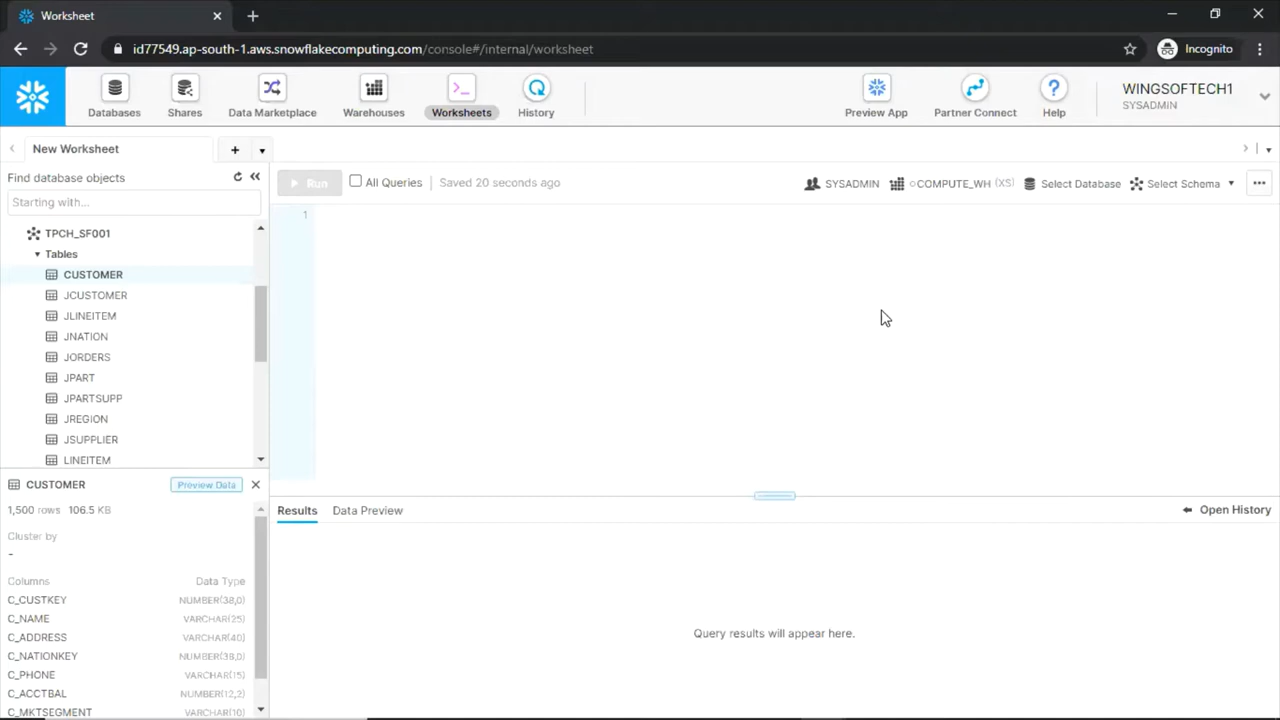 Worksheet
id77549.ap-south-1.aws.snowflakecomputing.com/console#/internal/worksheet
Incognito
Databases
Shares
Data Marketplace
Warehouses
Worksheets
History
Preview App
Partner Connect
Help
WINGSOFTECH1
SYSADMIN
New Worksheet
Find database objects
Starting with...
TPCH_SF001
Tables
CUSTOMER
JCUSTOMER
JLINEITEM
JNATION
JORDERS
JPART
JPARTSUPP
JREGION
JSUPPLIER
LINEITEM
CUSTOMER Preview Data
1,500 rows 106.5 KB
Cluster by
-
Columns Data Type
C_CUSTKEY NUMBER(38,0)
C_NAME VARCHAR(25)
C_ADDRESS VARCHAR(40)
C_NATIONKEY NUMBER(38,0)
C_PHONE VARCHAR(15)
C_ACCTBAL NUMBER(12,2)
C_MKTSEGMENT VARCHAR(10)
Run All Queries Saved 20 seconds ago SYSADMIN COMPUTE_WH (XS) Select Database Select Schema
1
Results Data Preview Open History
Query results will appear here.